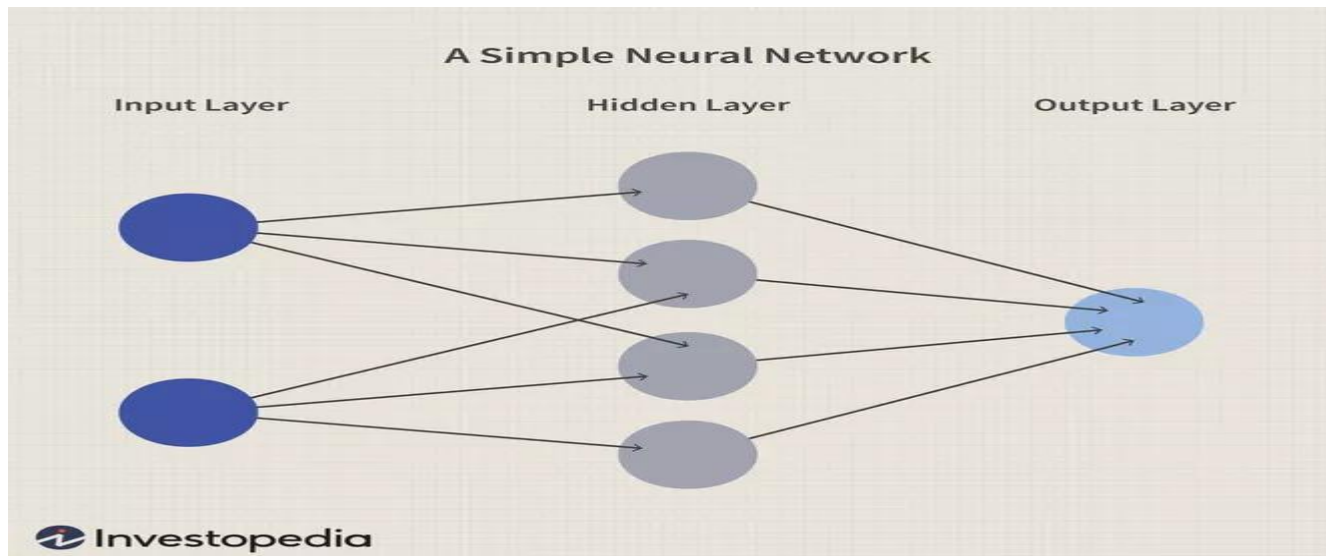 A Simple Neural Network
Input Layer Hidden Layer Output Layer
Investopedia